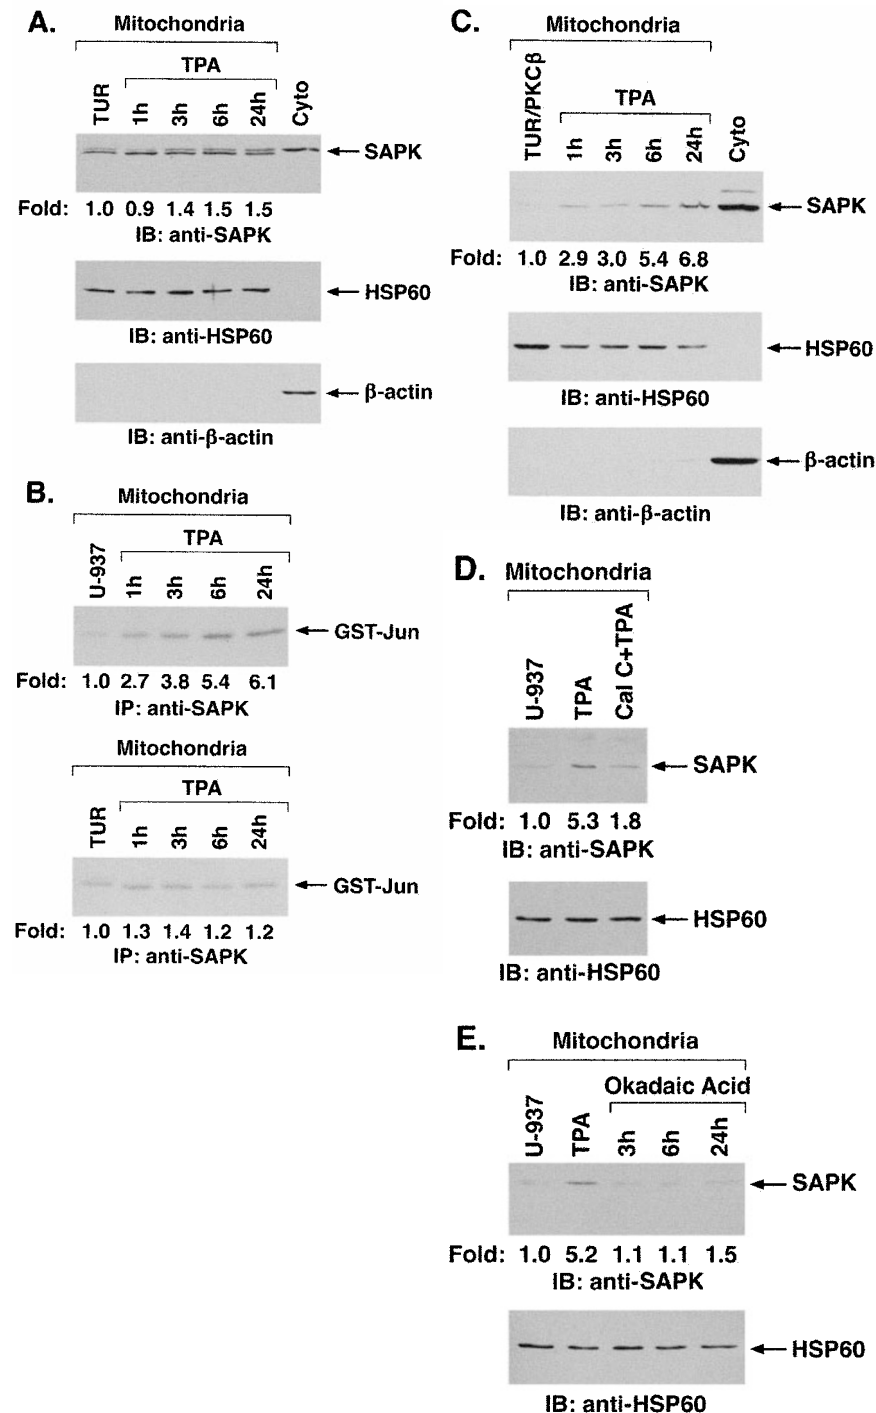 A.
Mitochondria
TPA
TUR 1h 3h 6h 24h Cyto
SAPK
Fold: 1.0 0.9 1.4 1.5 1.5
IB: anti-SAPK
HSP60
IB: anti-HSP60
β-actin
IB: anti-β-actin
B.
Mitochondria
TPA
U-937 1h 3h 6h 24h
GST-Jun
Fold: 1.0 2.7 3.8 5.4 6.1
IP: anti-SAPK
Mitochondria
TPA
TUR 1h 3h 6h 24h
GST-Jun
Fold: 1.0 1.3 1.4 1.2 1.2
IP: anti-SAPK
C.
Mitochondria
TPA
TUR/PKCβ 1h 3h 6h 24h Cyto
SAPK
Fold: 1.0 2.9 3.0 5.4 6.8
IB: anti-SAPK
HSP60
IB: anti-HSP60
β-actin
IB: anti-β-actin
D.
Mitochondria
U-937 TPA Cal C+TPA
SAPK
Fold: 1.0 5.3 1.8
IB: anti-SAPK
HSP60
IB: anti-HSP60
E.
Mitochondria
Okadaic Acid
U-937 TPA 3h 6h 24h
SAPK
Fold: 1.0 5.2 1.1 1.1 1.5
IB: anti-SAPK
HSP60
IB: anti-HSP60